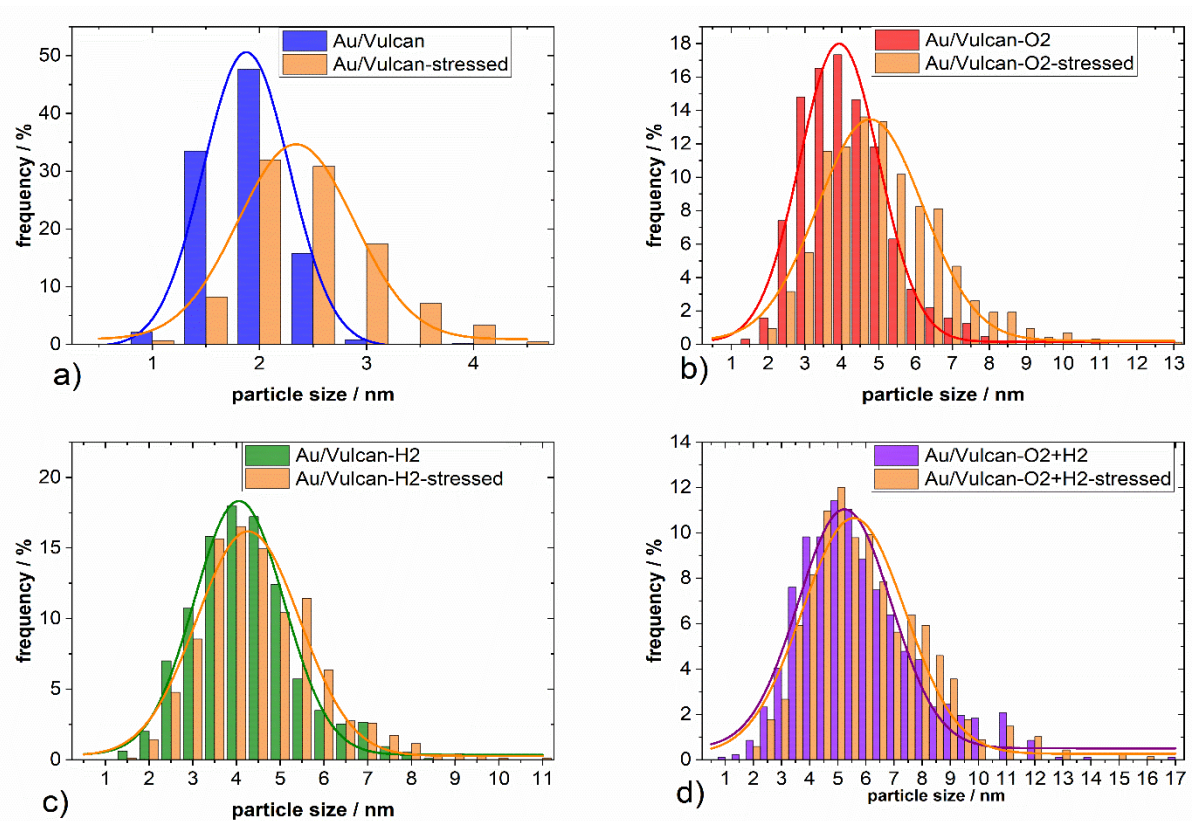 Au/Vulcan
Au/Vulcan-stressed
50
40
30
20
10
0
frequency / %
1 2 3 4
particle size / nm
a)
Au/Vulcan-O2
Au/Vulcan-O2-stressed
18
16
14
12
10
8
6
4
2
0
frequency / %
1 2 3 4 5 6 7 8 9 10 11 12 13
particle size / nm
b)
Au/Vulcan-H2
Au/Vulcan-H2-stressed
20
15
10
5
0
frequency / %
1 2 3 4 5 6 7 8 9 10 11
particle size / nm
c)
Au/Vulcan-O2+H2
Au/Vulcan-O2+H2-stressed
14
12
10
8
6
4
2
0
frequency / %
1 2 3 4 5 6 7 8 9 10 11 12 13 14 15 16 17
particle size / nm
d)